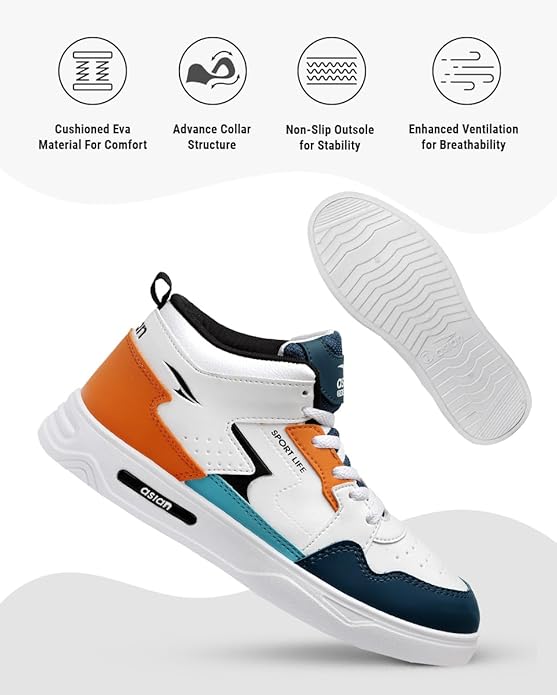 Cushioned Eva
Material For Comfort
Advance Collar
Structure
Non-Slip Outsole
for Stability
Enhanced Ventilation
for Breathability
asian
SPORT LIFE
asian